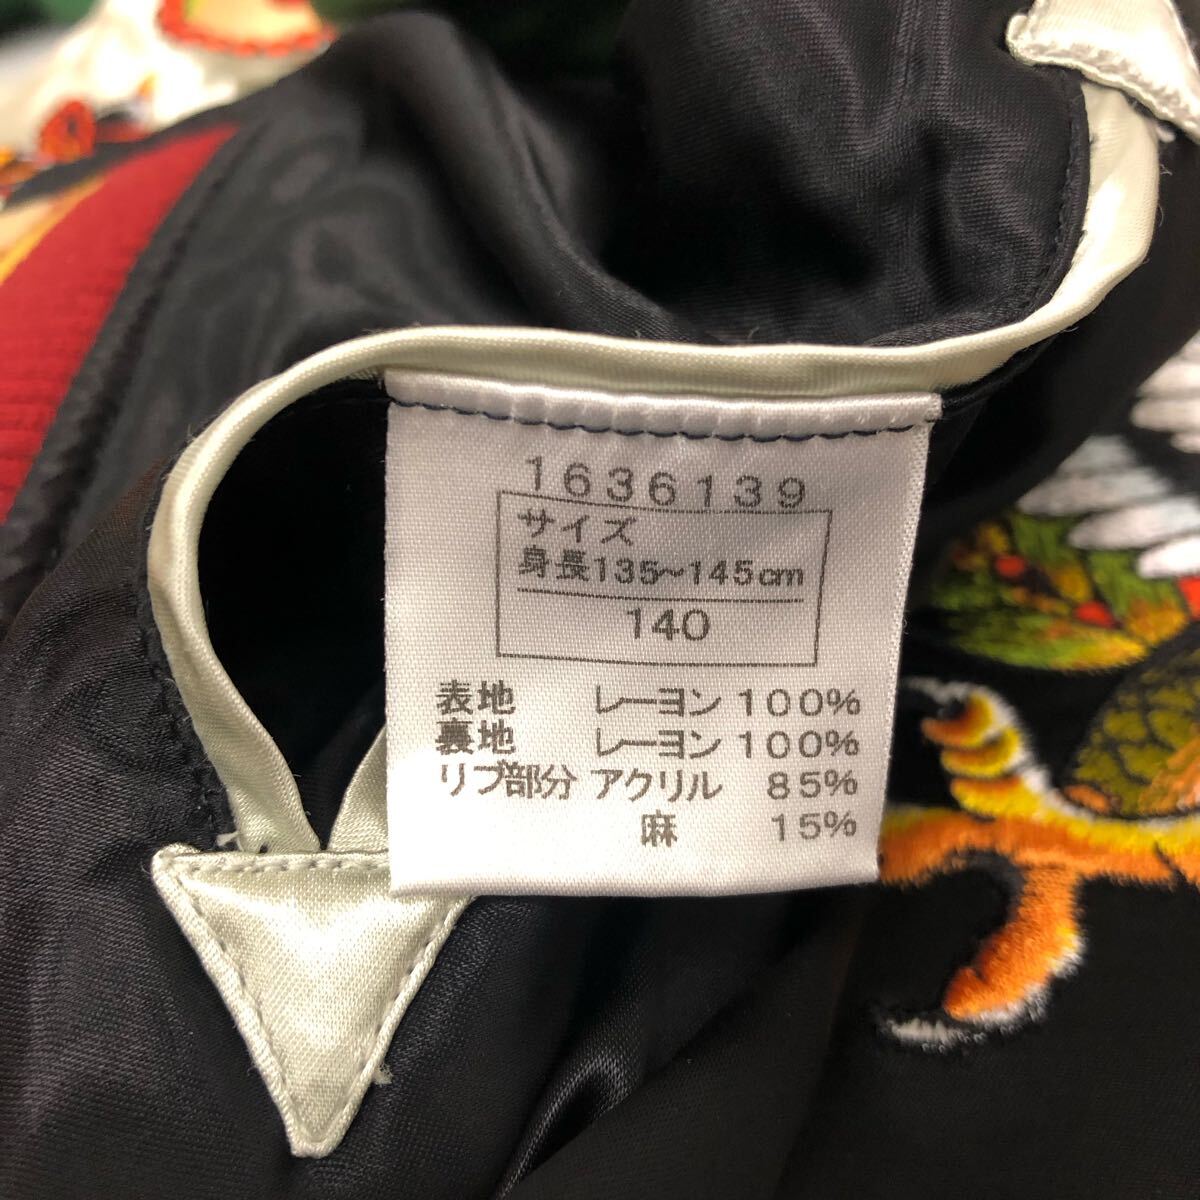 1636139
サイズ
身長135~145cm
140
表地 レーヨン 100%
裏地 レーヨン 100%
リブ部分 アクリル 85%
麻 15%